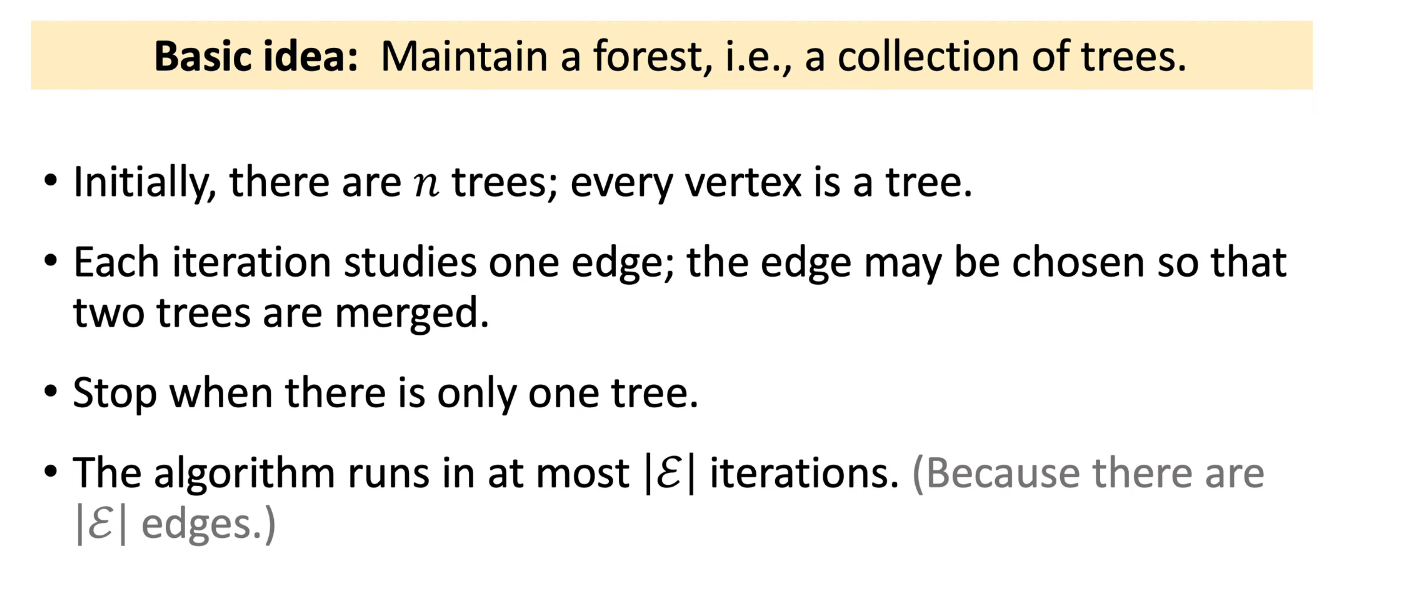 Basic idea: Maintain a forest, i.e., a collection of trees.
• Initially, there are n trees; every vertex is a tree.
• Each iteration studies one edge; the edge may be chosen so that
two trees are merged.
• Stop when there is only one tree.
• The algorithm runs in at most |ℰ| iterations. (Because there are
|ℰ| edges.)